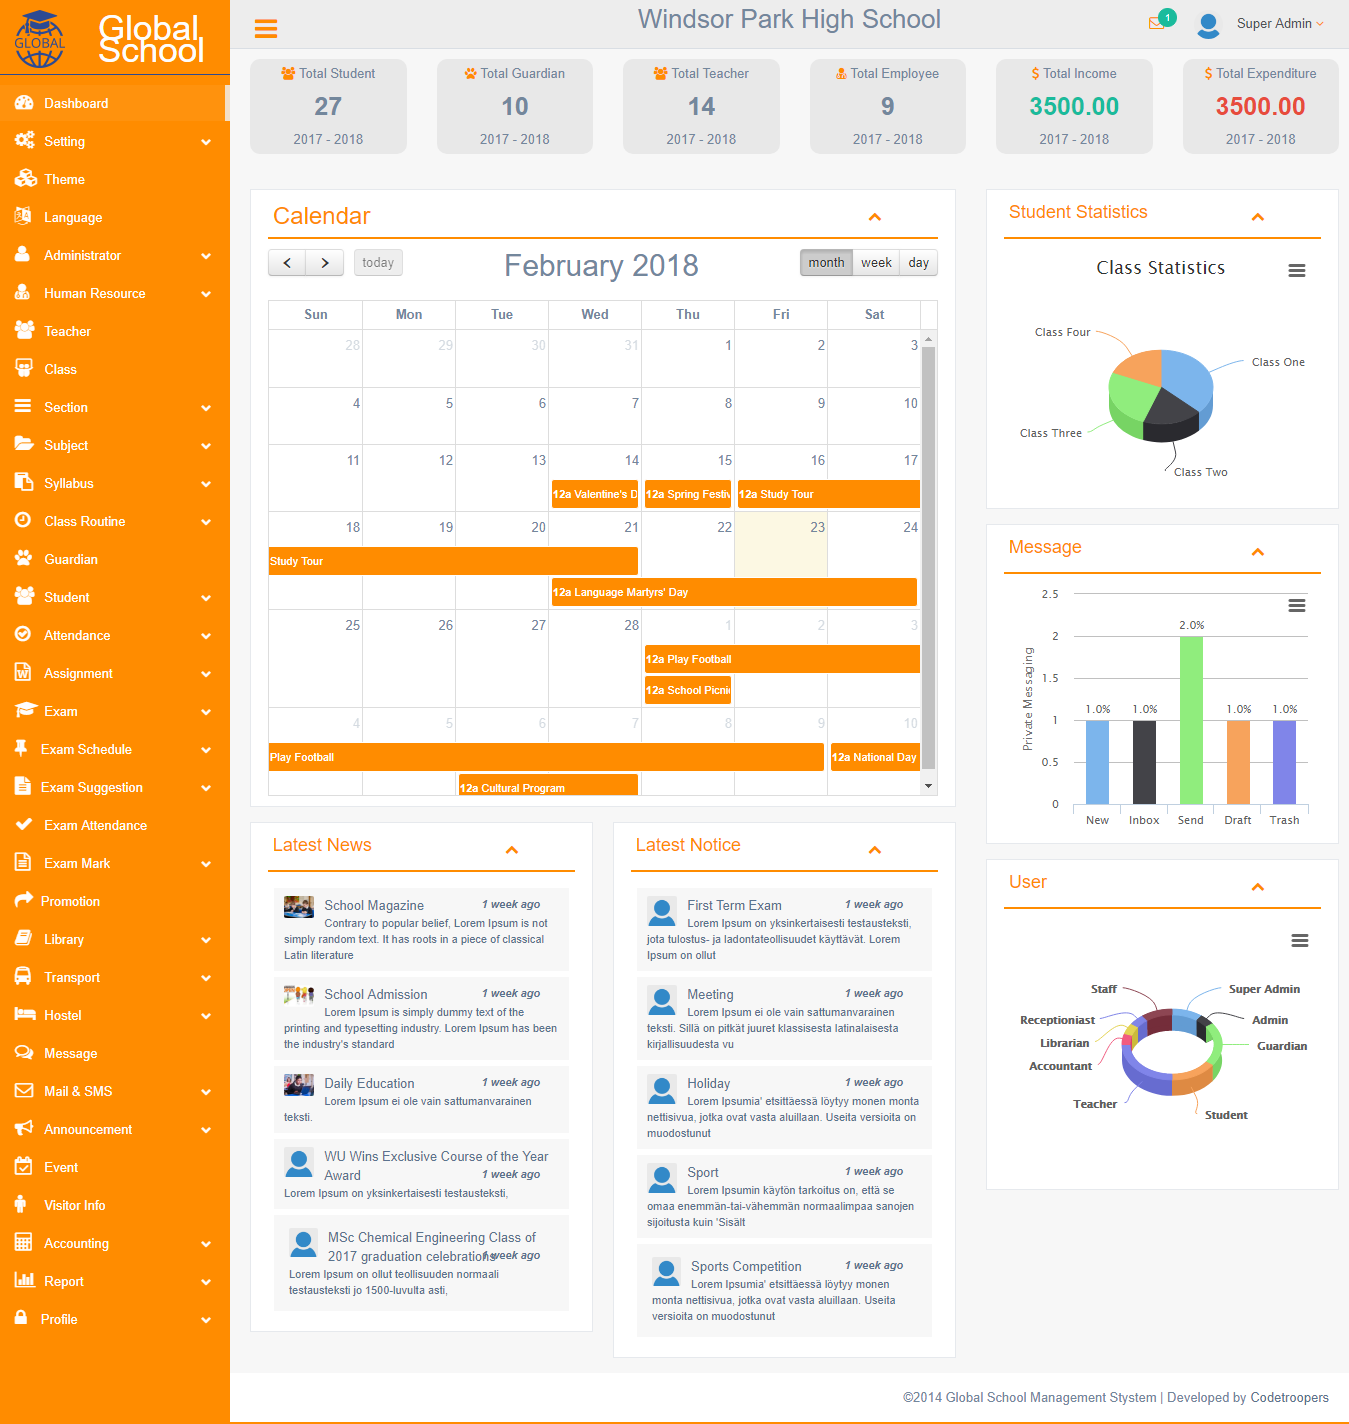 Global
School
GLOBAL
Windsor Park High School
1
Super Admin
Dashboard
Setting
Theme
Language
Administrator
Human Resource
Teacher
Class
Section
Subject
Syllabus
Class Routine
Guardian
Student
Attendance
Assignment
Exam
Exam Schedule
Exam Suggestion
Exam Attendance
Exam Mark
Promotion
Library
Transport
Hostel
Message
Mail & SMS
Announcement
Event
Visitor Info
Accounting
Report
Profile
Total Student
27
2017 - 2018
Total Guardian
10
2017 - 2018
Total Teacher
14
2017 - 2018
Total Employee
9
2017 - 2018
$ Total Income
3500.00
2017 - 2018
$ Total Expenditure
3500.00
2017 - 2018
Calendar
today
February 2018
month week day
Sun Mon Tue Wed Thu Fri Sat
28 29 30 31 1 2 3
4 5 6 7 8 9 10
11 12 13 14 15 16 17
12a Valentine's D 12a Spring Festiv 12a Study Tour
18 19 20 21 22 23 24
Study Tour
12a Language Martyrs' Day
25 26 27 28 1 2 3
12a Play Football
12a School Picni
4 5 6 7 8 9 10
Play Football 12a National Day
12a Cultural Program
Student Statistics
Class Statistics
Class Four
Class One
Class Three
Class Two
Message
Private Messaging
2.5
2
1.5
1
0.5
0
1.0% 1.0% 2.0% 1.0% 1.0%
New Inbox Send Draft Trash
User
Staff
Super Admin
Receptioniast
Admin
Librarian
Guardian
Accountant
Teacher
Student
Latest News
School Magazine 1 week ago
Contrary to popular belief, Lorem Ipsum is not
simply random text. It has roots in a piece of classical
Latin literature
School Admission 1 week ago
Lorem Ipsum is simply dummy text of the
printing and typesetting industry. Lorem Ipsum has been
the industry's standard
Daily Education 1 week ago
Lorem Ipsum ei ole vain sattumanvarainen
teksti.
WU Wins Exclusive Course of the Year
Award 1 week ago
Lorem Ipsum on yksinkertaisesti testausteksti,
MSc Chemical Engineering Class of
2017 graduation celebrations 1 week ago
Lorem Ipsum on ollut teollisuuden normaali
testausteksti jo 1500-luvulta asti,
Latest Notice
First Term Exam 1 week ago
Lorem Ipsum on yksinkertaisesti testausteksti,
jota tulostus- ja ladontateollisuudet käyttävät. Lorem
Ipsum on ollut
Meeting 1 week ago
Lorem Ipsum ei ole vain sattumanvarainen
teksti. Sillä on pitkät juuret klassisesta latinalaisesta
kirjallisuudesta vu
Holiday 1 week ago
Lorem Ipsumia' etsittäessä löytyy monen monta
nettisivua, jotka ovat vasta aluillaan. Useita versioita on
muodostunut
Sport 1 week ago
Lorem Ipsumin käytön tarkoitus on, että se
omaa enemmän-tai-vähemmän normaalimpaa sanojen
sijoitusta kuin 'Sisält
Sports Competition 1 week ago
Lorem Ipsumia' etsittäessä löytyy monen
monta nettisivua, jotka ovat vasta aluillaan. Useita
versioita on muodostunut
©2014 Global School Management Stystem | Developed by Codetroopers